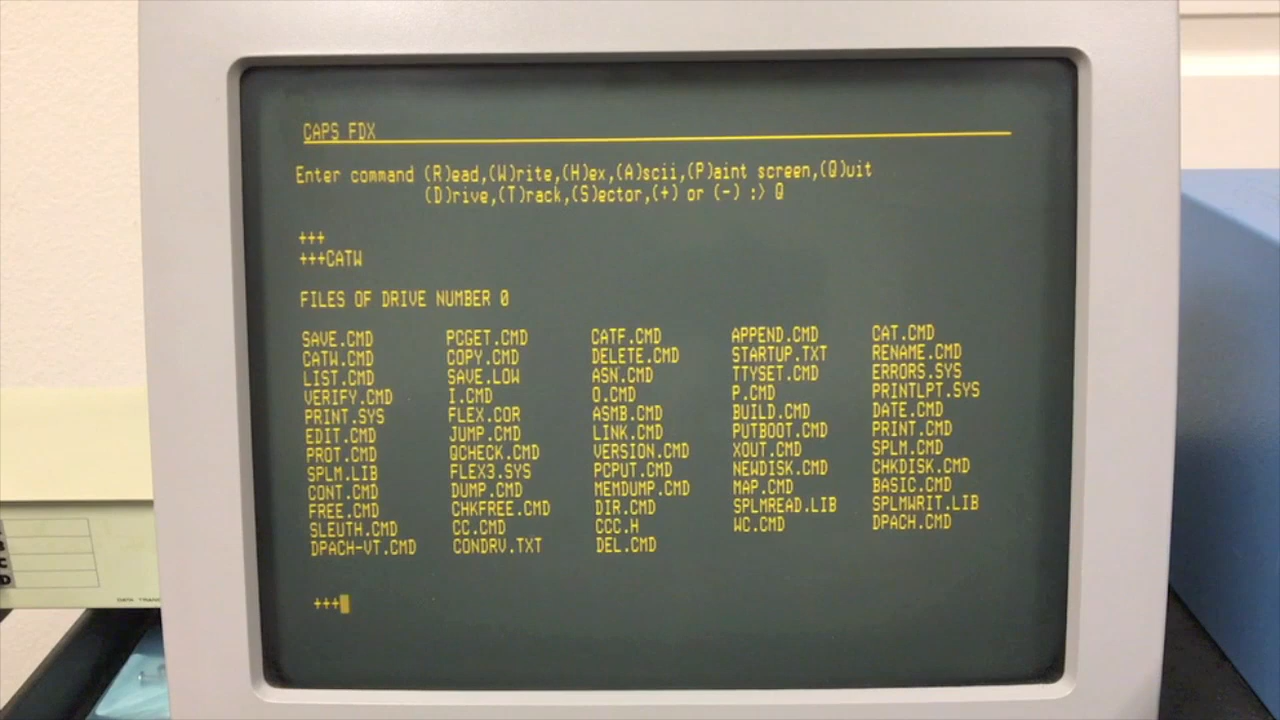 CAPS FDX
Enter command (R)ead,(W)rite,(H)ex,(A)scii,(P)aint screen,(Q)uit
(D)rive,(T)rack,(S)ector,(+) or (-) :> Q
+++
+++CATW
FILES OF DRIVE NUMBER 0
SAVE.CMD PCGET.CMD CATF.CMD APPEND.CMD CAT.CMD
CATW.CMD COPY.CMD DELETE.CMD STARTUP.TXT RENAME.CMD
LIST.CMD SAVE.LOW ASN.CMD TTYSET.CMD ERRORS.SYS
VERIFY.CMD I.CMD O.CMD P.CMD PRINTLPT.SYS
PRINT.SYS FLEX.COR ASMB.CMD BUILD.CMD DATE.CMD
EDIT.CMD JUMP.CMD LINK.CMD PUTBOOT.CMD PRINT.CMD
PROT.CMD QCHECK.CMD VERSION.CMD XOUT.CMD SPLM.CMD
SPLM.LIB FLEX3.SYS PCPUT.CMD NEWDISK.CMD CHKDISK.CMD
CONT.CMD DUMP.CMD MEMDUMP.CMD MAP.CMD BASIC.CMD
FREE.CMD CHKFREE.CMD DIR.CMD SPLMREAD.LIB SPLMWRIT.LIB
SLEUTH.CMD CC.CMD CCC.H WC.CMD DPACH.CMD
DPACH-VT.CMD CONDRV.TXT DEL.CMD
+++
DATA TRAN